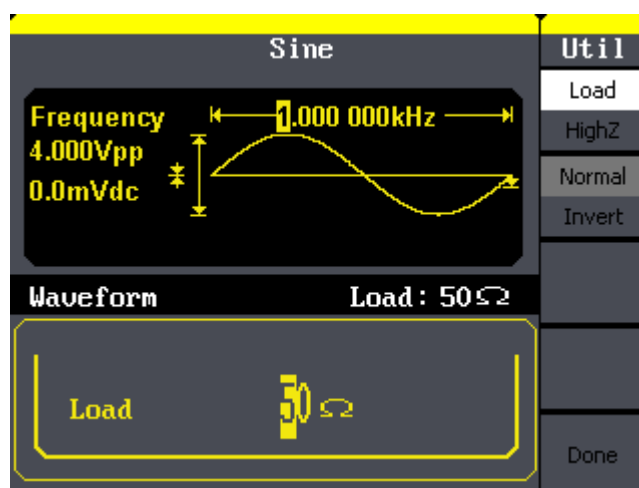 Sine
Util
Frequency
1.000 000kHz
4.000Vpp
0.0mVdc
Load
HighZ
Normal
Invert
Waveform
Load: 50Ω
Load
50 Ω
Done